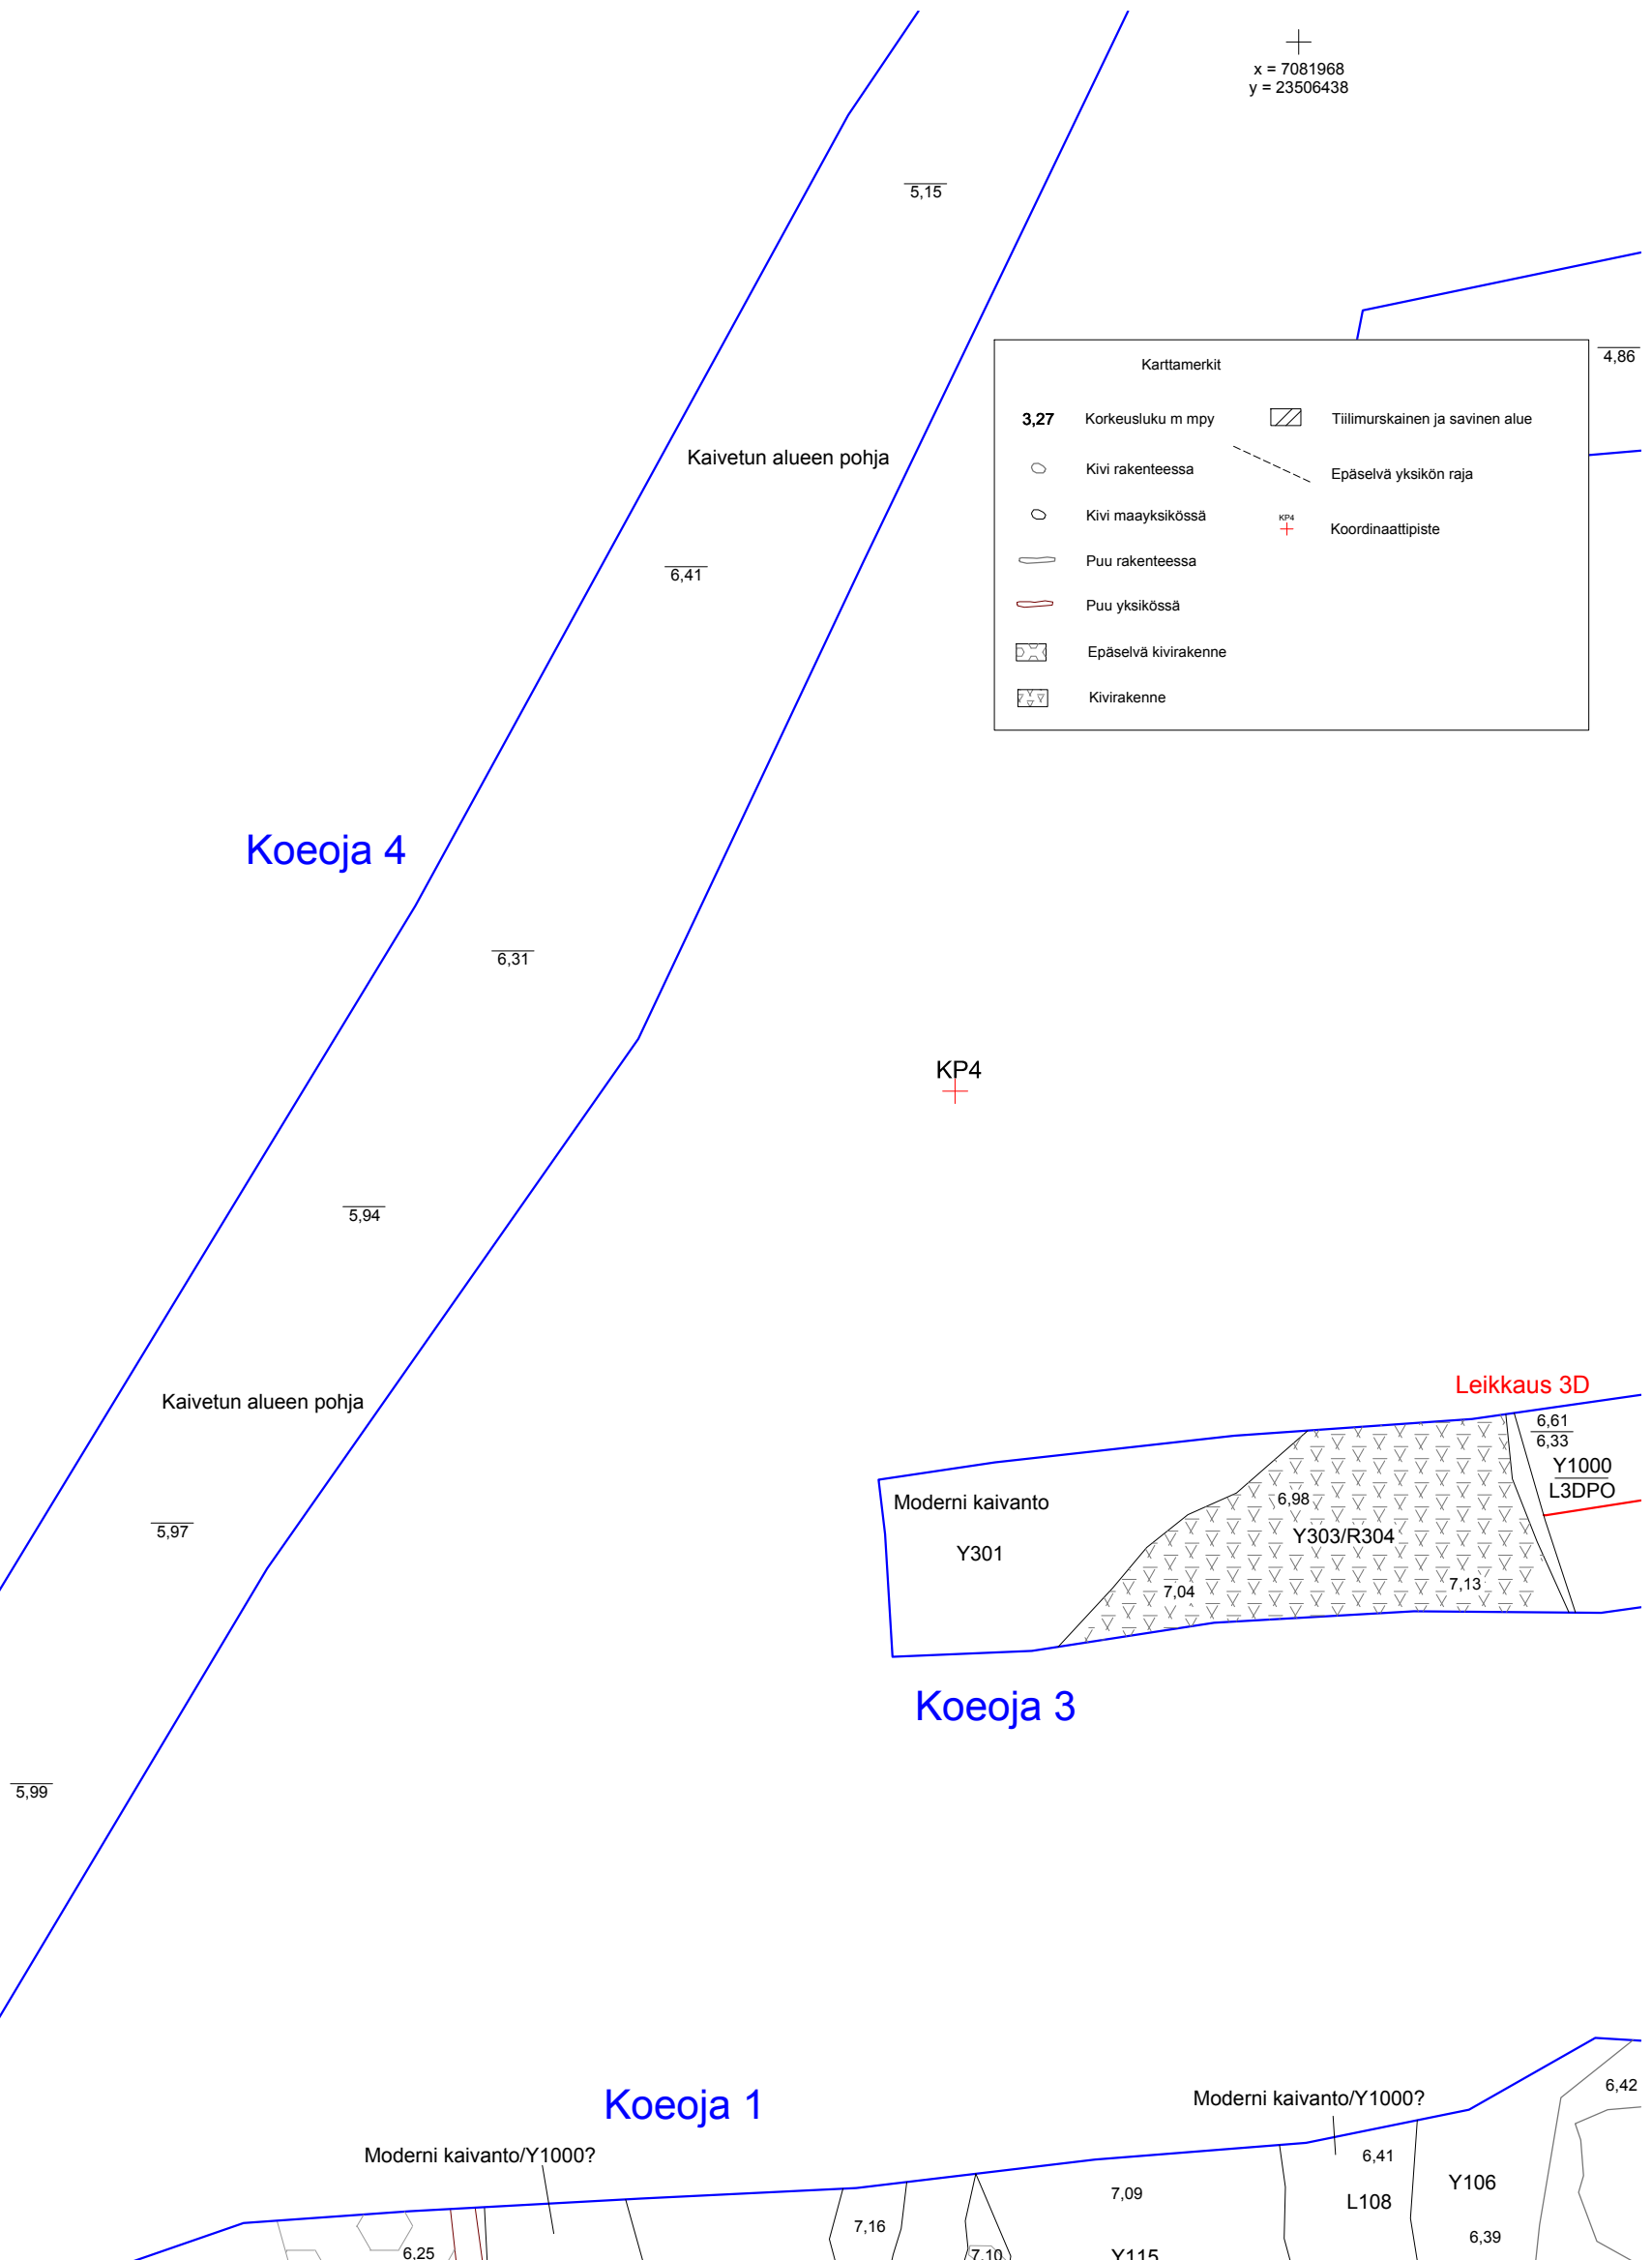 x = 7081968
y = 23506438
5,15
4,86
Karttamerkit
3,27 Korkeusluku m mpy
Tiilimurskainen ja savinen alue
Kivi rakenteessa
Epäselvä yksikön raja
Kivi maayksikössä
KP4
Koordinaattipiste
Puu rakenteessa
Puu yksikössä
Epäselvä kivirakenne
Kivirakenne
Kaivetun alueen pohja
6,41
Koeoja 4
6,31
KP4
5,94
Kaivetun alueen pohja
5,97
5,99
Leikkaus 3D
6,61
6,33
Y1000
L3DPO
Moderni kaivanto
Y301
6,98
Y303/R304
7,04
7,13
Koeoja 3
Koeoja 1
Moderni kaivanto/Y1000?
6,42
Moderni kaivanto/Y1000?
6,41
Y106
7,09
L108
7,16
6,39
6,25
7,10
Y115